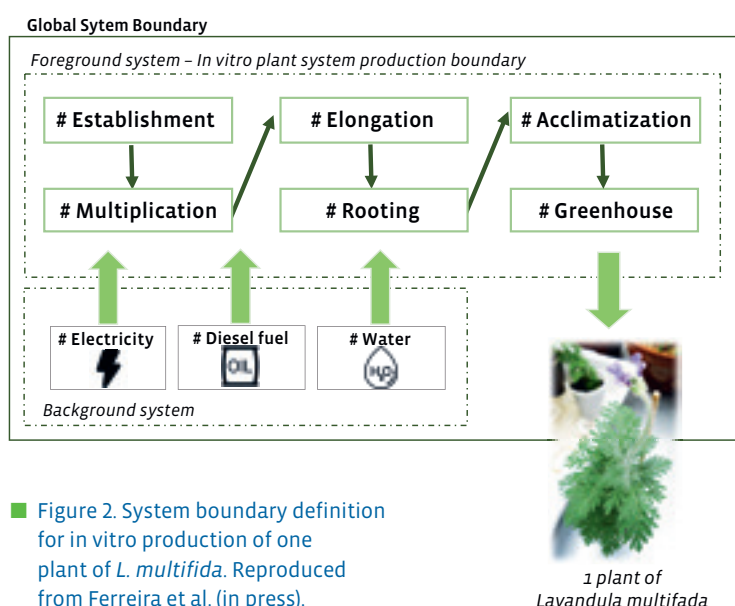 Global Sytem Boundary
Foreground system – In vitro plant system production boundary
# Establishment
# Elongation
# Acclimatization
# Multiplication
# Rooting
# Greenhouse
# Electricity
# Diesel fuel
# Water
OIL
H₂O
Background system
Figure 2. System boundary definition
for in vitro production of one
plant of L. multifida. Reproduced
from Ferreira et al. (in press).
1 plant of
Lavandula multifada